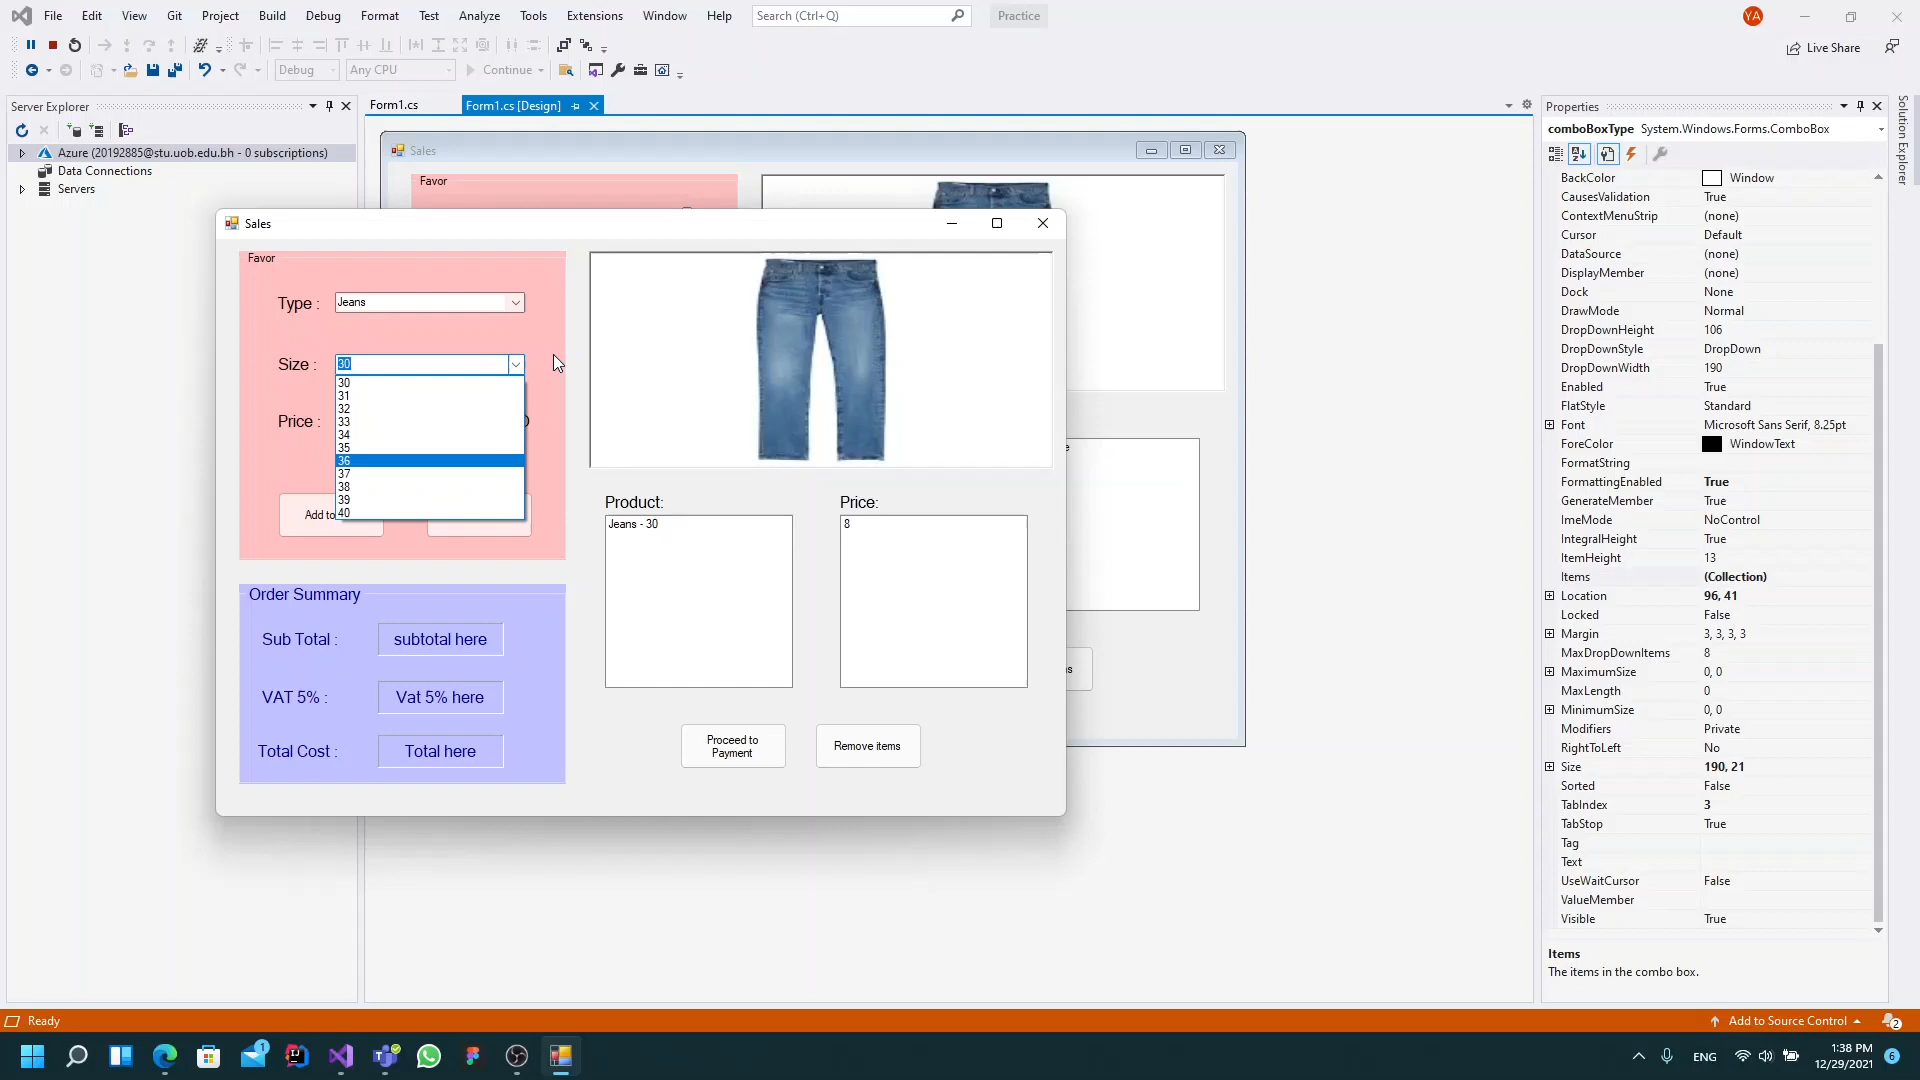 File Edit View Git Project Build Debug Format Test Analyze Tools Extensions Window Help Search (Ctrl+Q) Practice YA
Live Share
Debug Any CPU Continue
Server Explorer
Azure (20192885@stu.uob.edu.bh - 0 subscriptions)
Data Connections
Servers
Form1.cs Form1.cs [Design]
Sales
Favor
Sales
Favor
Type : Jeans
Size : 30
30
31
32
33
34
35
36
37
38
39
40
Price :
Add to
Product:
Jeans - 30
Price:
8
Order Summary
Sub Total : subtotal here
VAT 5% : Vat 5% here
Total Cost : Total here
Proceed to
Payment
Remove items
Properties
comboBoxType System.Windows.Forms.ComboBox
BackColor Window
CausesValidation True
ContextMenuStrip (none)
Cursor Default
DataSource (none)
DisplayMember (none)
Dock None
DrawMode Normal
DropDownHeight 106
DropDownStyle DropDown
DropDownWidth 190
Enabled True
FlatStyle Standard
Font Microsoft Sans Serif, 8.25pt
ForeColor WindowText
FormatString
FormattingEnabled True
GenerateMember True
ImeMode NoControl
IntegralHeight True
ItemHeight 13
Items (Collection)
Location 96, 41
Locked False
Margin 3, 3, 3, 3
MaxDropDownItems 8
MaximumSize 0, 0
MaxLength 0
MinimumSize 0, 0
Modifiers Private
RightToLeft No
Size 190, 21
Sorted False
TabIndex 3
TabStop True
Tag
Text
UseWaitCursor False
ValueMember
Visible True
Items
The items in the combo box.
Solution Explorer
Ready
Add to Source Control 2
1
ENG
1:38 PM
12/29/2021
6